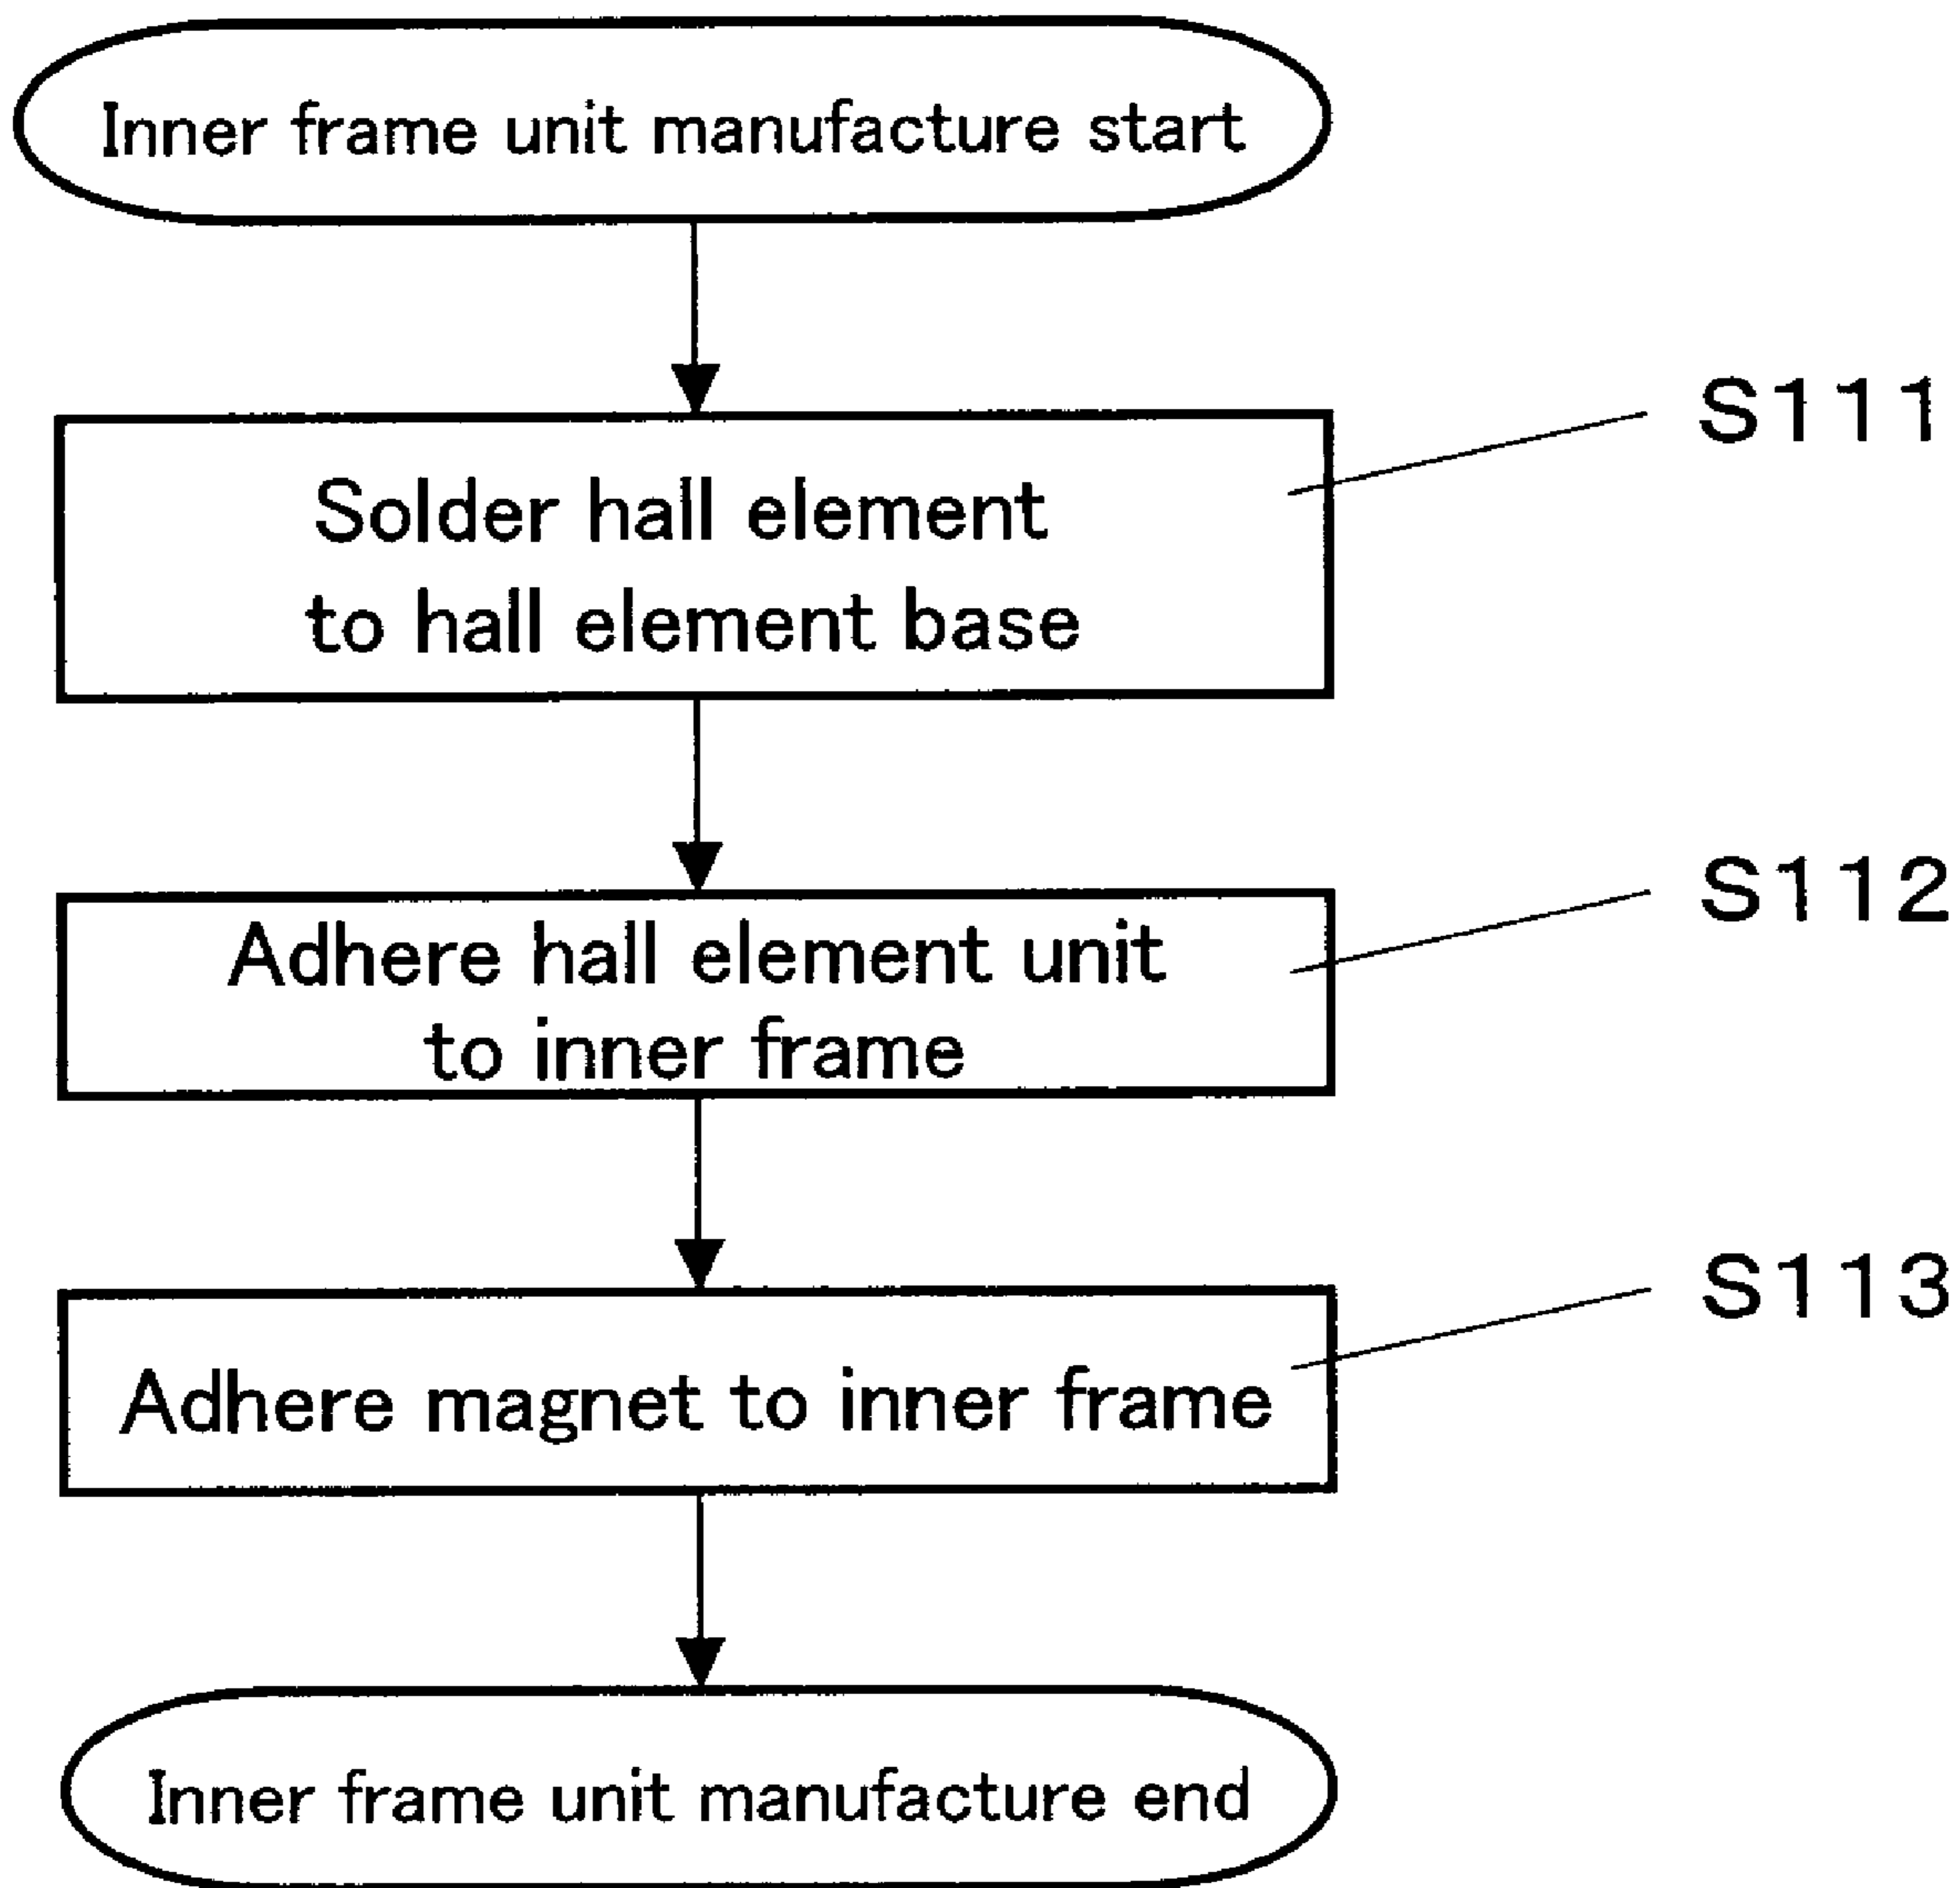 Inner frame unit manufacture start
S111
Solder hall element
to hall element base
S112
Adhere hall element unit
to inner frame
S113
Adhere magnet to inner frame
Inner frame unit manufacture end